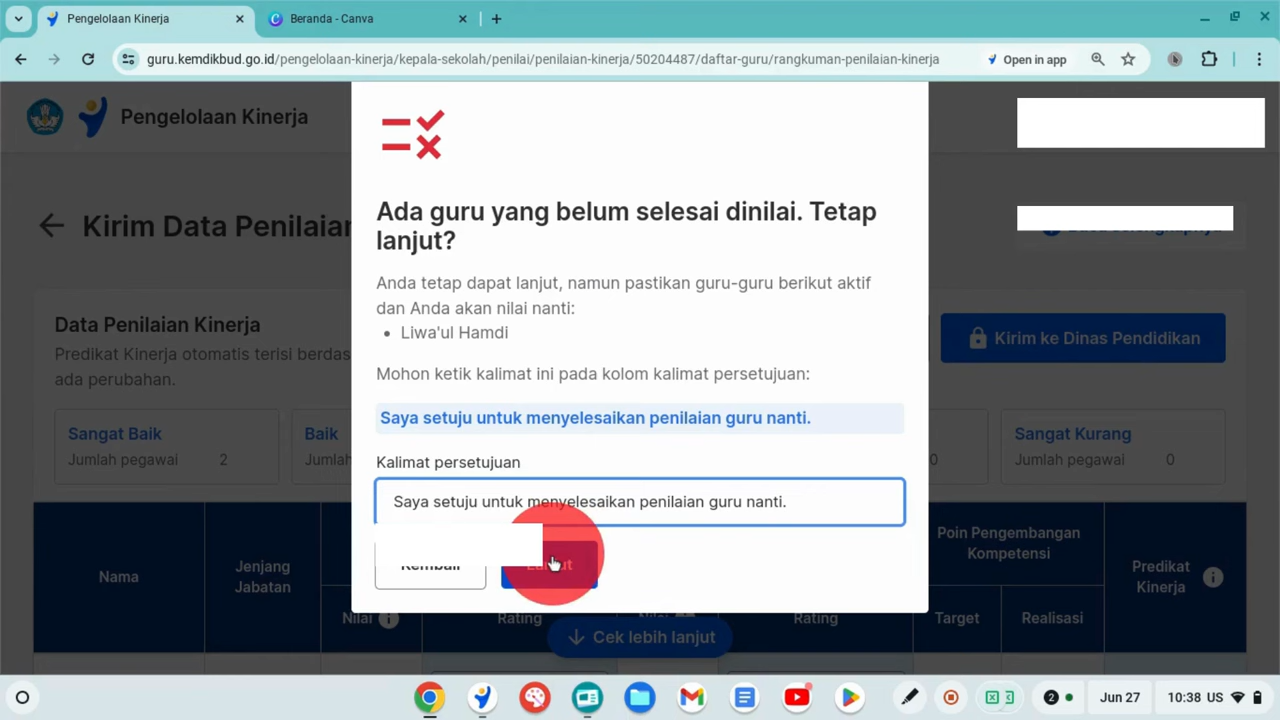 Pengelolaan Kinerja
Beranda - Canva
guru.kemdikbud.go.id/pengelolaan-kinerja/kepala-sekolah/penilai/penilaian-kinerja/50204487/daftar-guru/rangkuman-penilaian-kinerja
Open in app
Pengelolaan Kinerja
Kirim Data Penilaian
Ada guru yang belum selesai dinilai. Tetap
lanjut?
Anda tetap dapat lanjut, namun pastikan guru-guru berikut aktif
dan Anda akan nilai nanti:
• Liwa'ul Hamdi
Mohon ketik kalimat ini pada kolom kalimat persetujuan:
Saya setuju untuk menyelesaikan penilaian guru nanti.
Kalimat persetujuan
Saya setuju untuk menyelesaikan penilaian guru nanti.
Kembali
Lanjut
Data Penilaian Kinerja
Predikat Kinerja otomatis terisi
ada perubahan.
Kirim ke Dinas Pendidikan
Sangat Baik
Jumlah pegawai 2
Baik
Sangat Kurang
0
Jumlah pegawai 0
Nama
Jenjang
Jabatan
Poin Pengembangan
Kompetensi
Predikat
Kinerja
Nilai
Rating
Rating
Target
Realisasi
Cek lebih lanjut
2
Jun 27
10:38 US